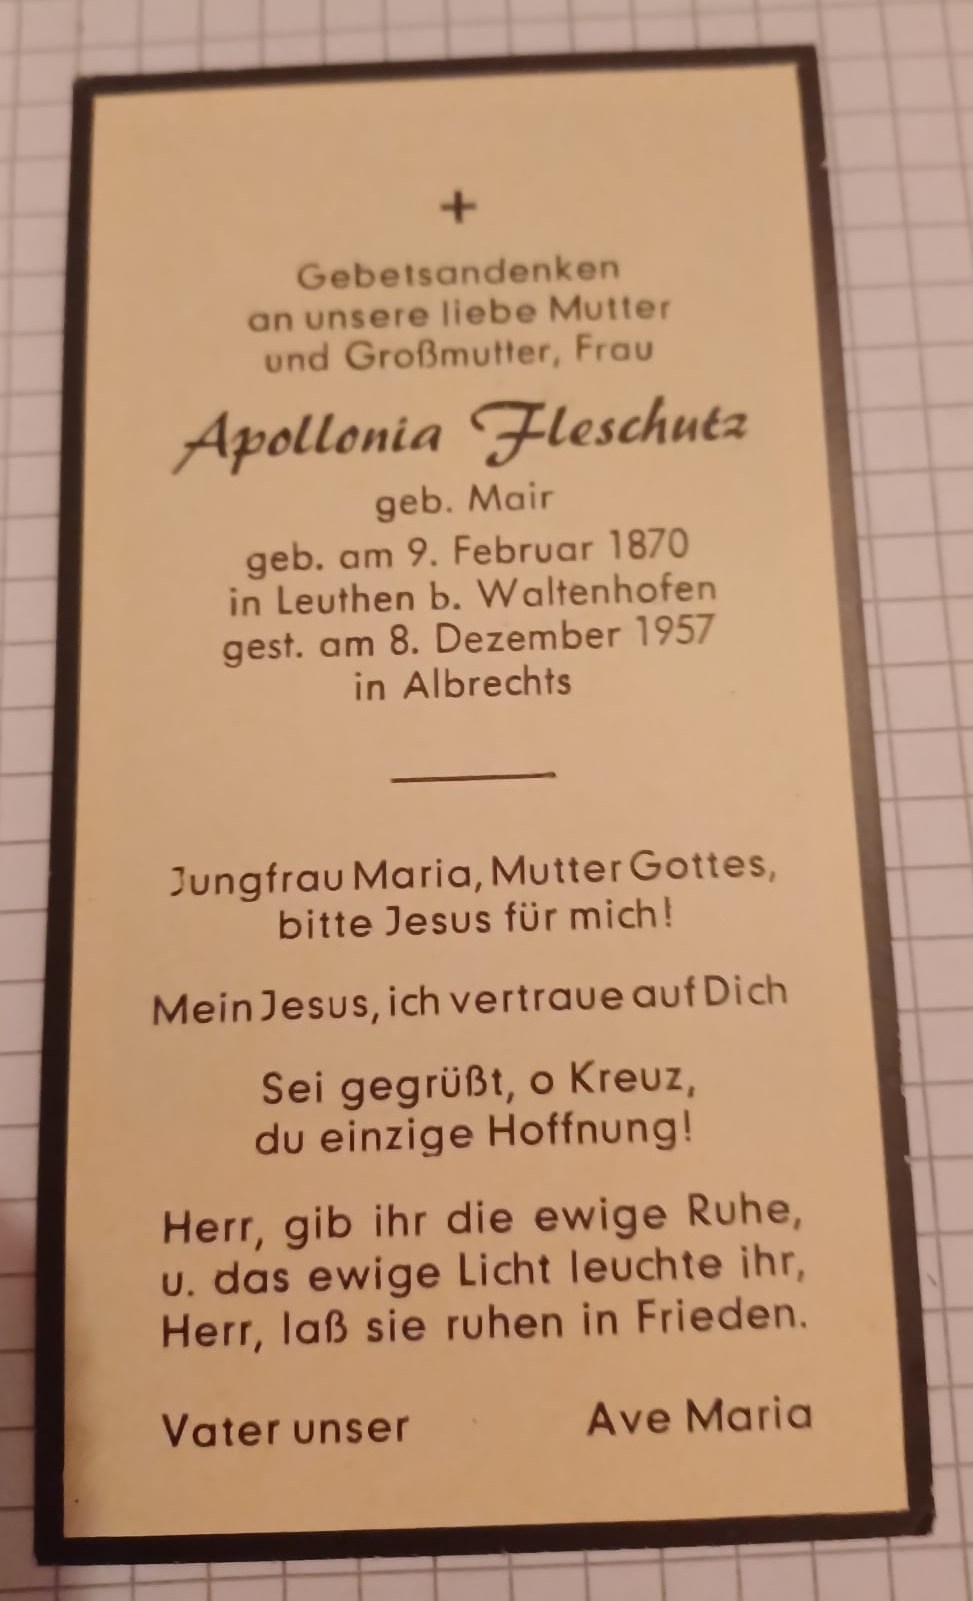 +
Gebetsandenken
an unsere liebe Mutter
und Großmutter, Frau
Apollonia Fleschutz
geb. Mair
geb. am 9. Februar 1870
in Leuthen b. Waltenhofen
gest. am 8. Dezember 1957
in Albrechts
Jungfrau Maria, Mutter Gottes,
bitte Jesus für mich!
Mein Jesus, ich vertraue auf Dich
Sei gegrüßt, o Kreuz,
du einzige Hoffnung!
Herr, gib ihr die ewige Ruhe,
u. das ewige Licht leuchte ihr,
Herr, laß sie ruhen in Frieden.
Vater unser Ave Maria